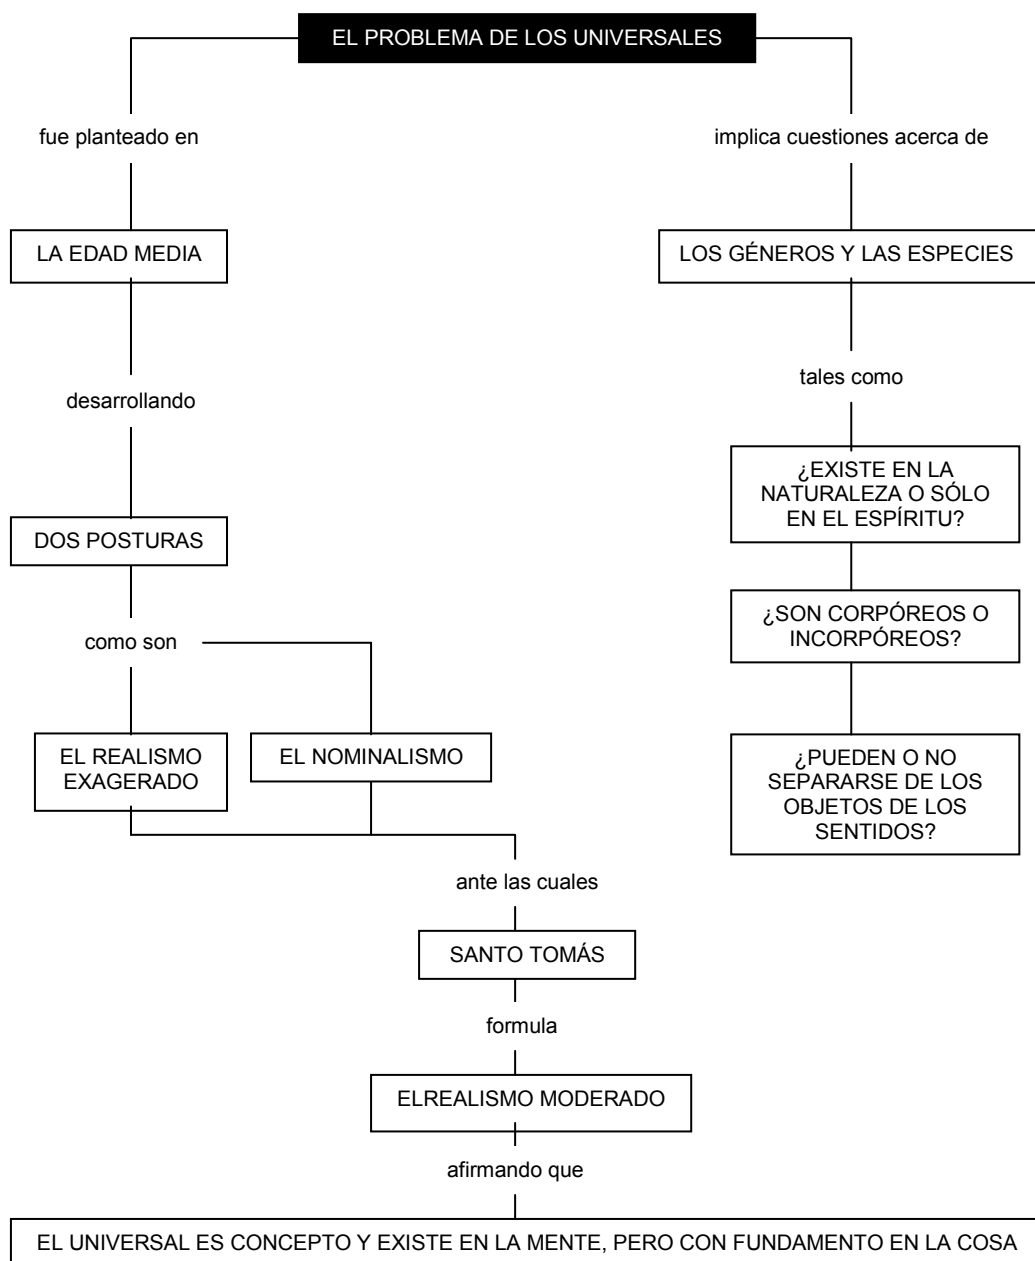 EL PROBLEMA DE LOS UNIVERSALES
fue planteado en
implica cuestiones acerca de
LA EDAD MEDIA
LOS GÉNEROS Y LAS ESPECIES
tales como
desarrollando
¿EXISTE EN LA
NATURALEZA O SÓLO
EN EL ESPÍRITU?
DOS POSTURAS
¿SON CORPÓREOS O
INCORPÓREOS?
como son
EL REALISMO
EXAGERADO
EL NOMINALISMO
¿PUEDEN O NO
SEPARARSE DE LOS
OBJETOS DE LOS
SENTIDOS?
ante las cuales
SANTO TOMÁS
formula
ELREALISMO MODERADO
afirmando que
EL UNIVERSAL ES CONCEPTO Y EXISTE EN LA MENTE, PERO CON FUNDAMENTO EN LA COSA